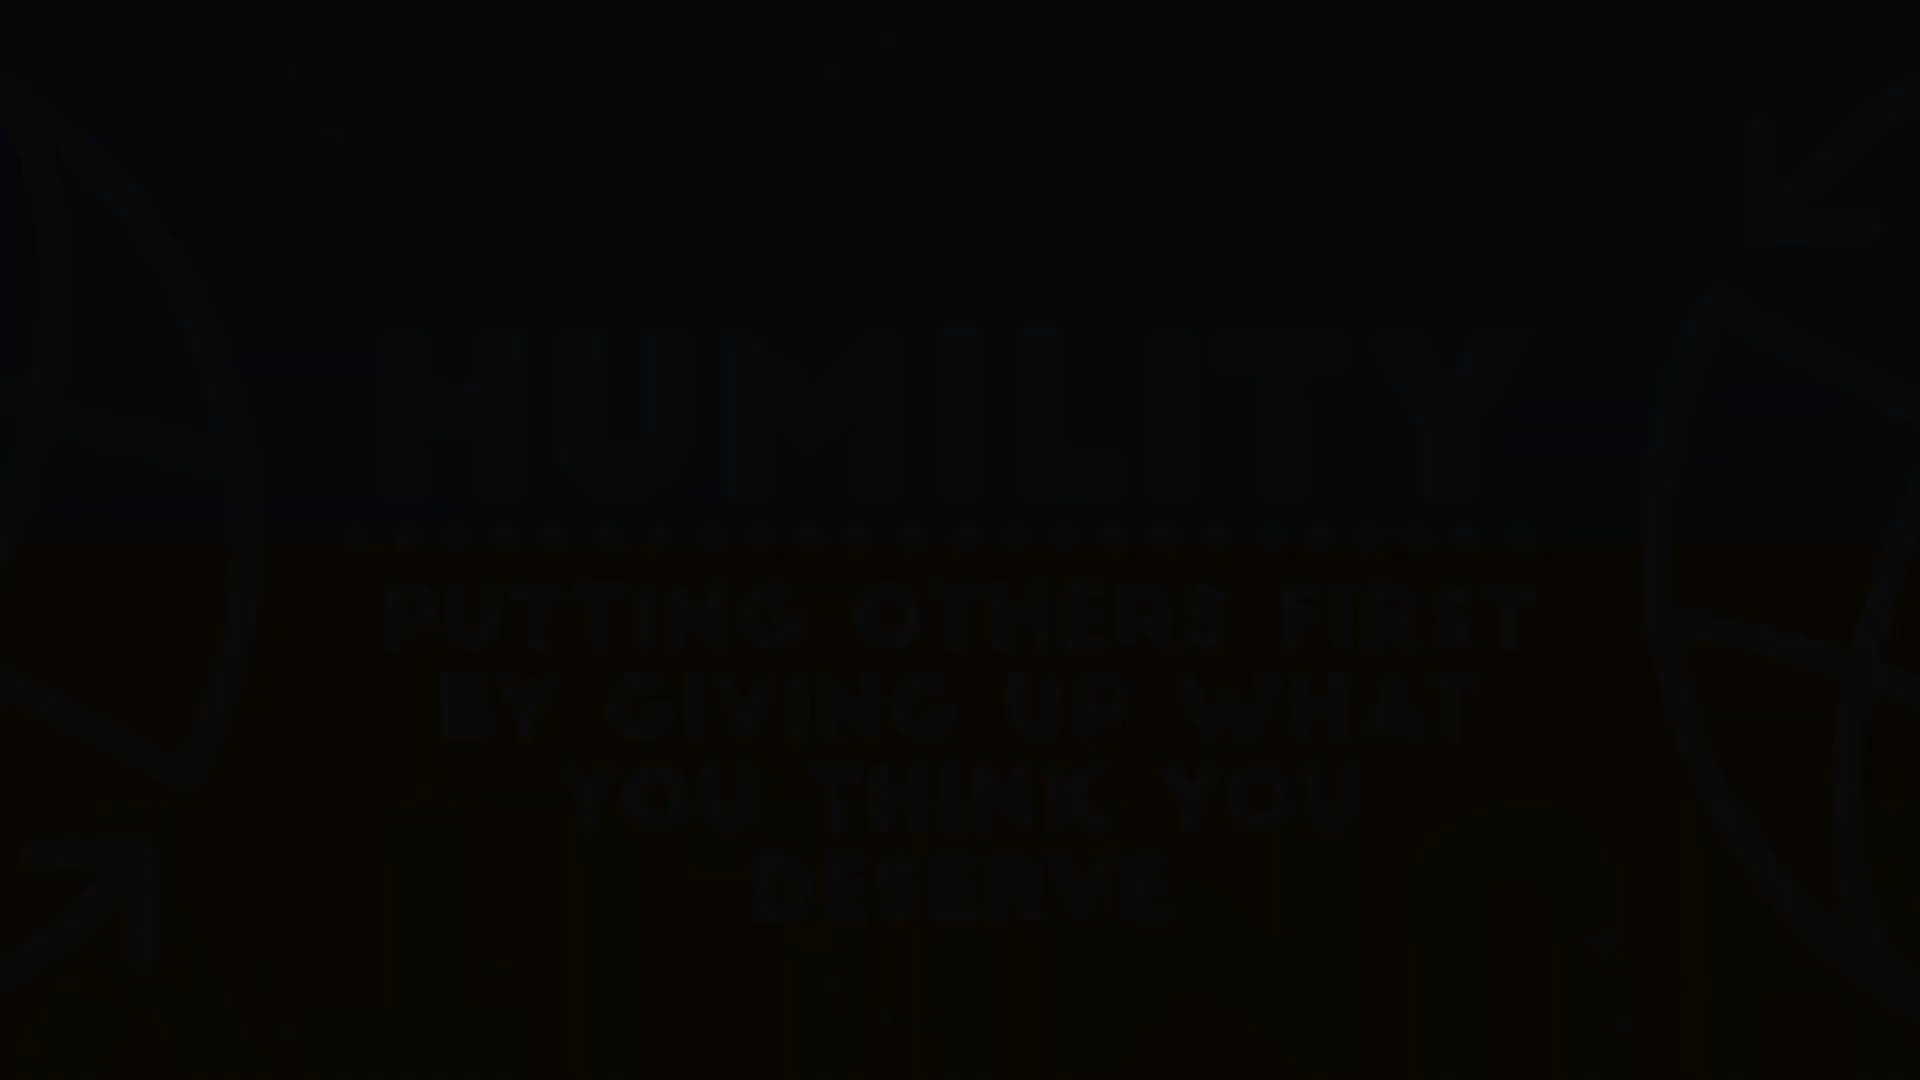 HUMILITY
PUTTING OTHERS FIRST
BY GIVING UP WHAT
YOU THINK YOU
DESERVE